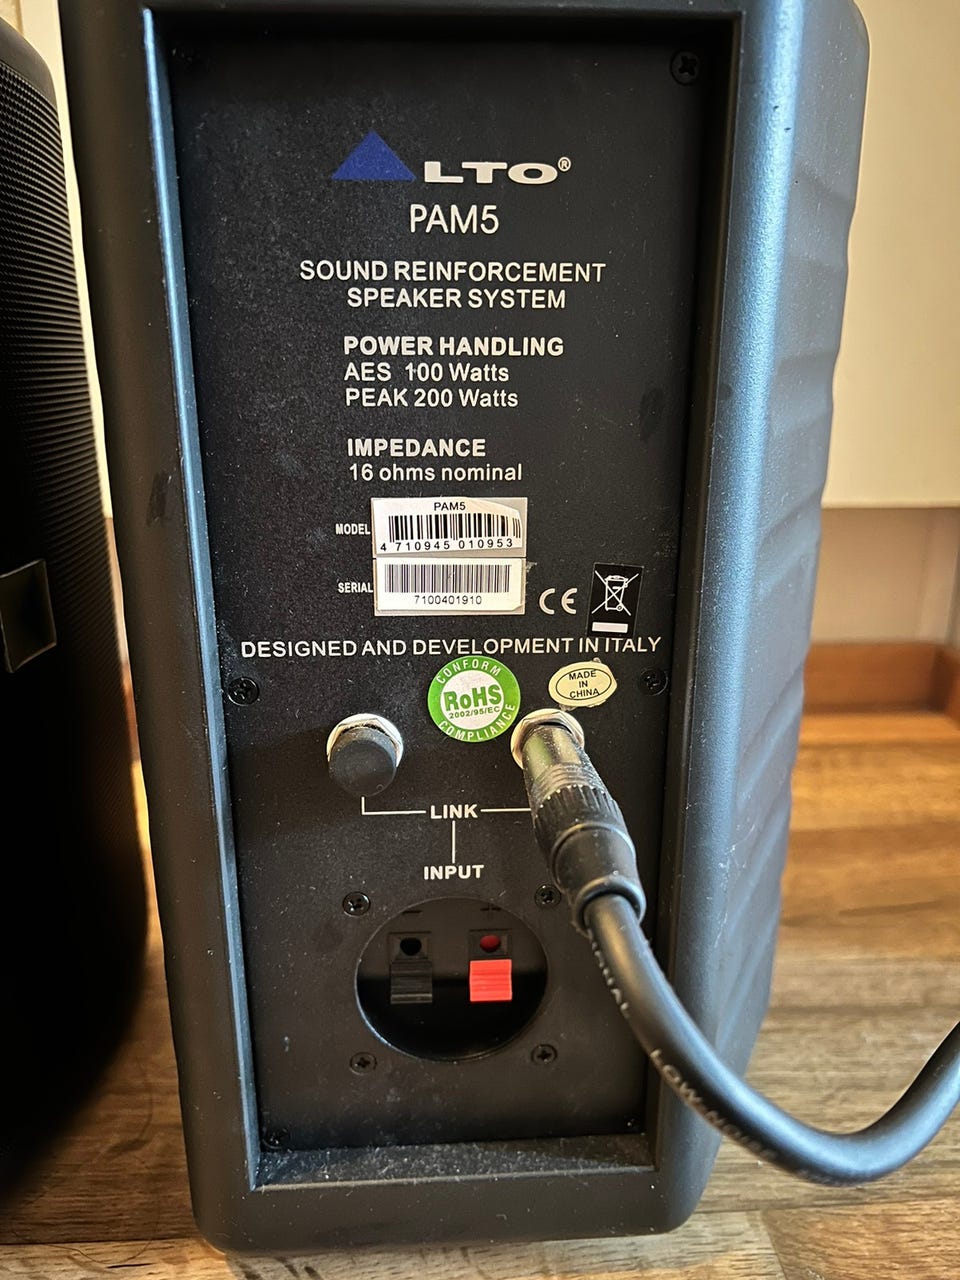 LTO®
PAM5
SOUND REINFORCEMENT
SPEAKER SYSTEM
POWER HANDLING
AES 100 Watts
PEAK 200 Watts
IMPEDANCE
16 ohms nominal
PAM5
MODEL
4 710945 010953
SERIAL
7100401910
CE
DESIGNED AND DEVELOPMENT IN ITALY
CONFORM
RoHS
2002/95/EC
COMPLIANCE
MADE
IN
CHINA
LINK
INPUT
− +
LOW-NOISE